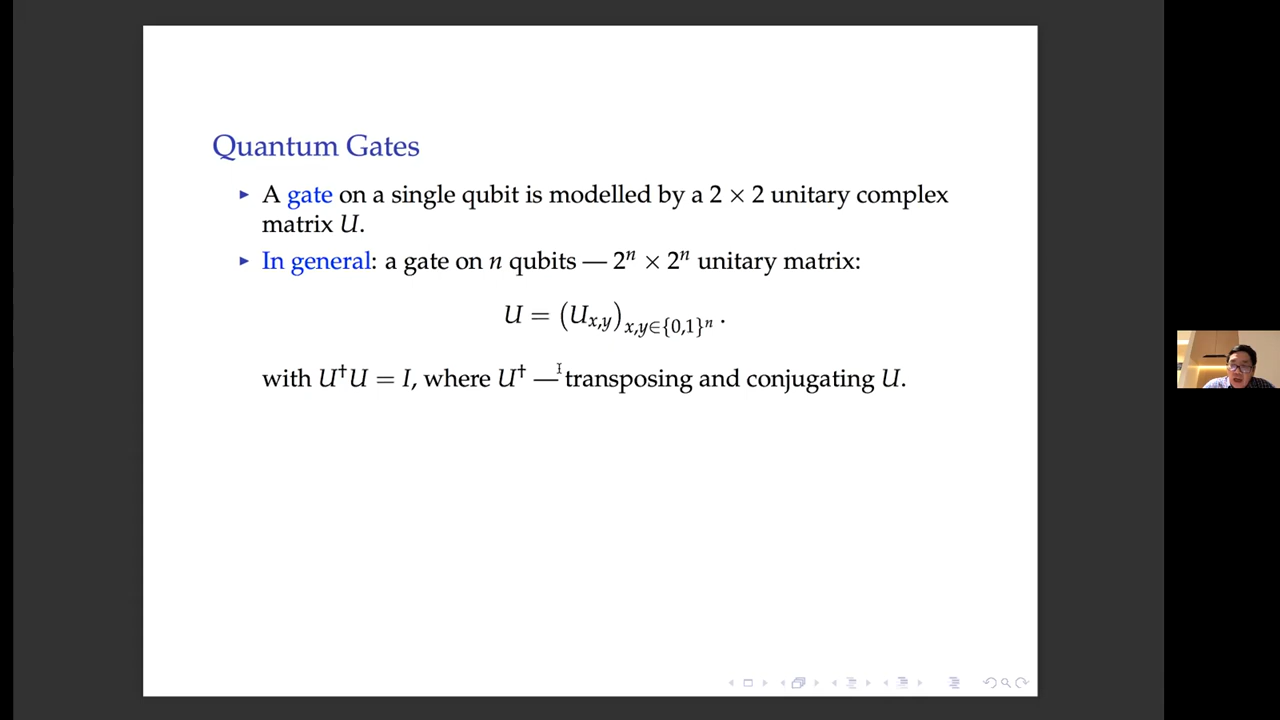 Quantum Gates
▶ A gate on a single qubit is modelled by a 2 × 2 unitary complex
matrix U.
▶ In general: a gate on n qubits — 2ⁿ × 2ⁿ unitary matrix:
U = (U_{x,y})_{x,y∈{0,1}ⁿ} .
with U†U = I, where U† — transposing and conjugating U.